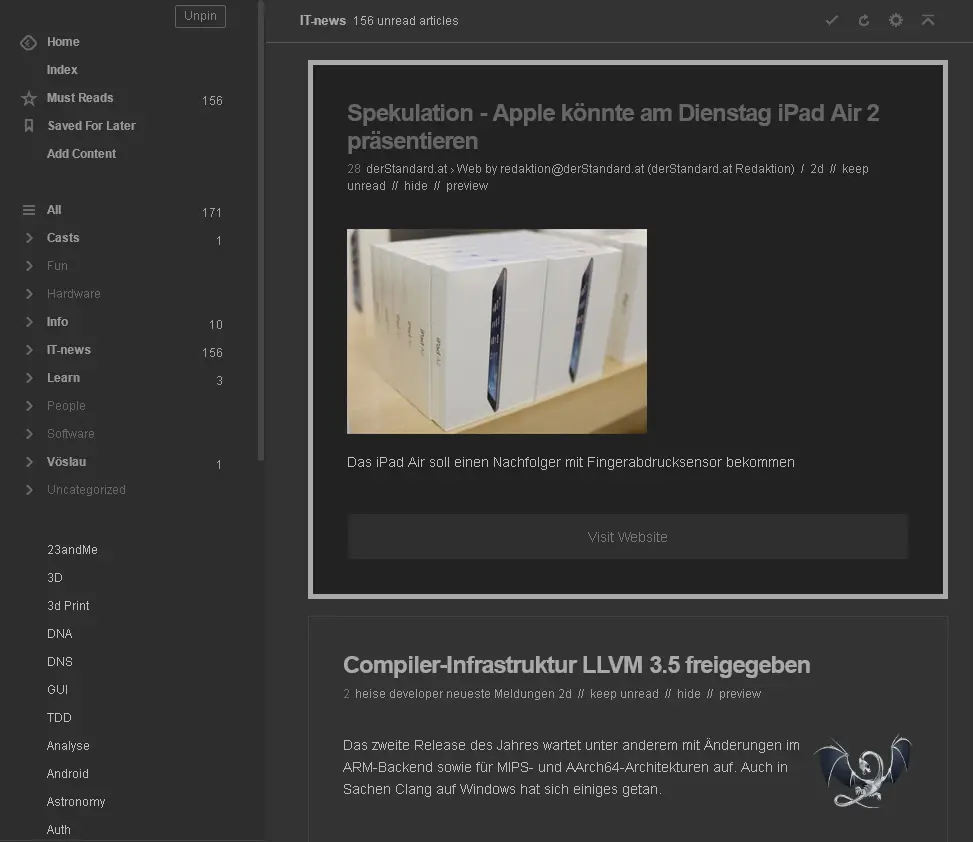 Unpin
Home
Index
Must Reads 156
Saved For Later
Add Content
All 171
Casts 1
Fun
Hardware
Info 10
IT-news 156
Learn 3
People
Software
Vöslau 1
Uncategorized
23andMe
3D
3d Print
DNA
DNS
GUI
TDD
Analyse
Android
Astronomy
Auth
IT-news 156 unread articles
Spekulation - Apple könnte am Dienstag iPad Air 2
präsentieren
28 derStandard.at › Web by redaktion@derStandard.at (derStandard.at Redaktion) / 2d // keep
unread // hide // preview
Das iPad Air soll einen Nachfolger mit Fingerabdrucksensor bekommen
Visit Website
Compiler-Infrastruktur LLVM 3.5 freigegeben
2 heise developer neueste Meldungen 2d // keep unread // hide // preview
Das zweite Release des Jahres wartet unter anderem mit Änderungen im
ARM-Backend sowie für MIPS- und AArch64-Architekturen auf. Auch in
Sachen Clang auf Windows hat sich einiges getan.